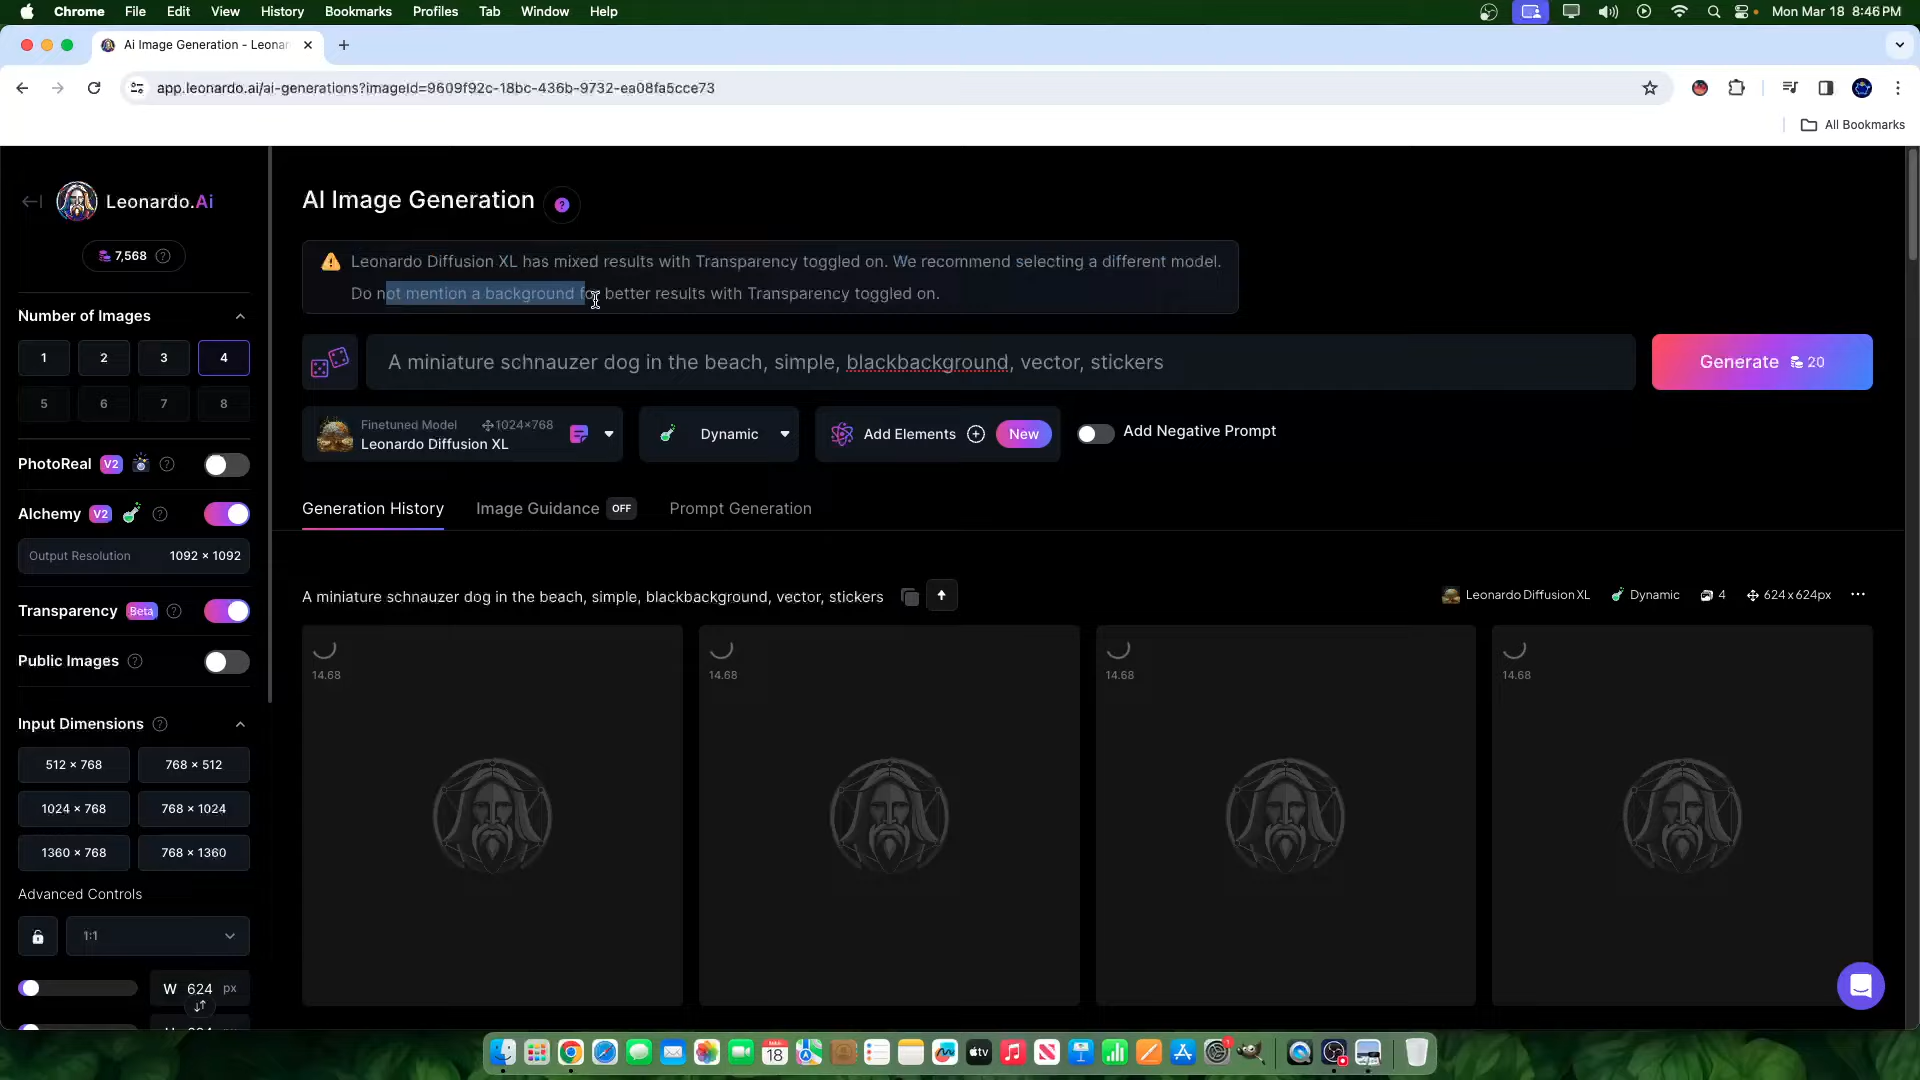 Chrome File Edit View History Bookmarks Profiles Tab Window Help Mon Mar 18 8:46 PM
Ai Image Generation - Leonar
app.leonardo.ai/ai-generations?imageId=9609f92c-18bc-436b-9732-ea08fa5cce73
All Bookmarks
Leonardo.Ai
7,568
Number of Images
1 2 3 4
5 6 7 8
PhotoReal V2
Alchemy V2
Output Resolution 1092 × 1092
Transparency Beta
Public Images
Input Dimensions
512 × 768 768 × 512
1024 × 768 768 × 1024
1360 × 768 768 × 1360
Advanced Controls
1:1
W 624 px
AI Image Generation
Leonardo Diffusion XL has mixed results with Transparency toggled on. We recommend selecting a different model.
Do not mention a background for better results with Transparency toggled on.
A miniature schnauzer dog in the beach, simple, blackbackground, vector, stickers
Generate 20
Finetuned Model 1024×768
Leonardo Diffusion XL
Dynamic
Add Elements New
Add Negative Prompt
Generation History Image Guidance OFF Prompt Generation
A miniature schnauzer dog in the beach, simple, blackbackground, vector, stickers
Leonardo Diffusion XL Dynamic 4 624 x 624px
14.68 14.68 14.68 14.68
MAR
18
tv
1